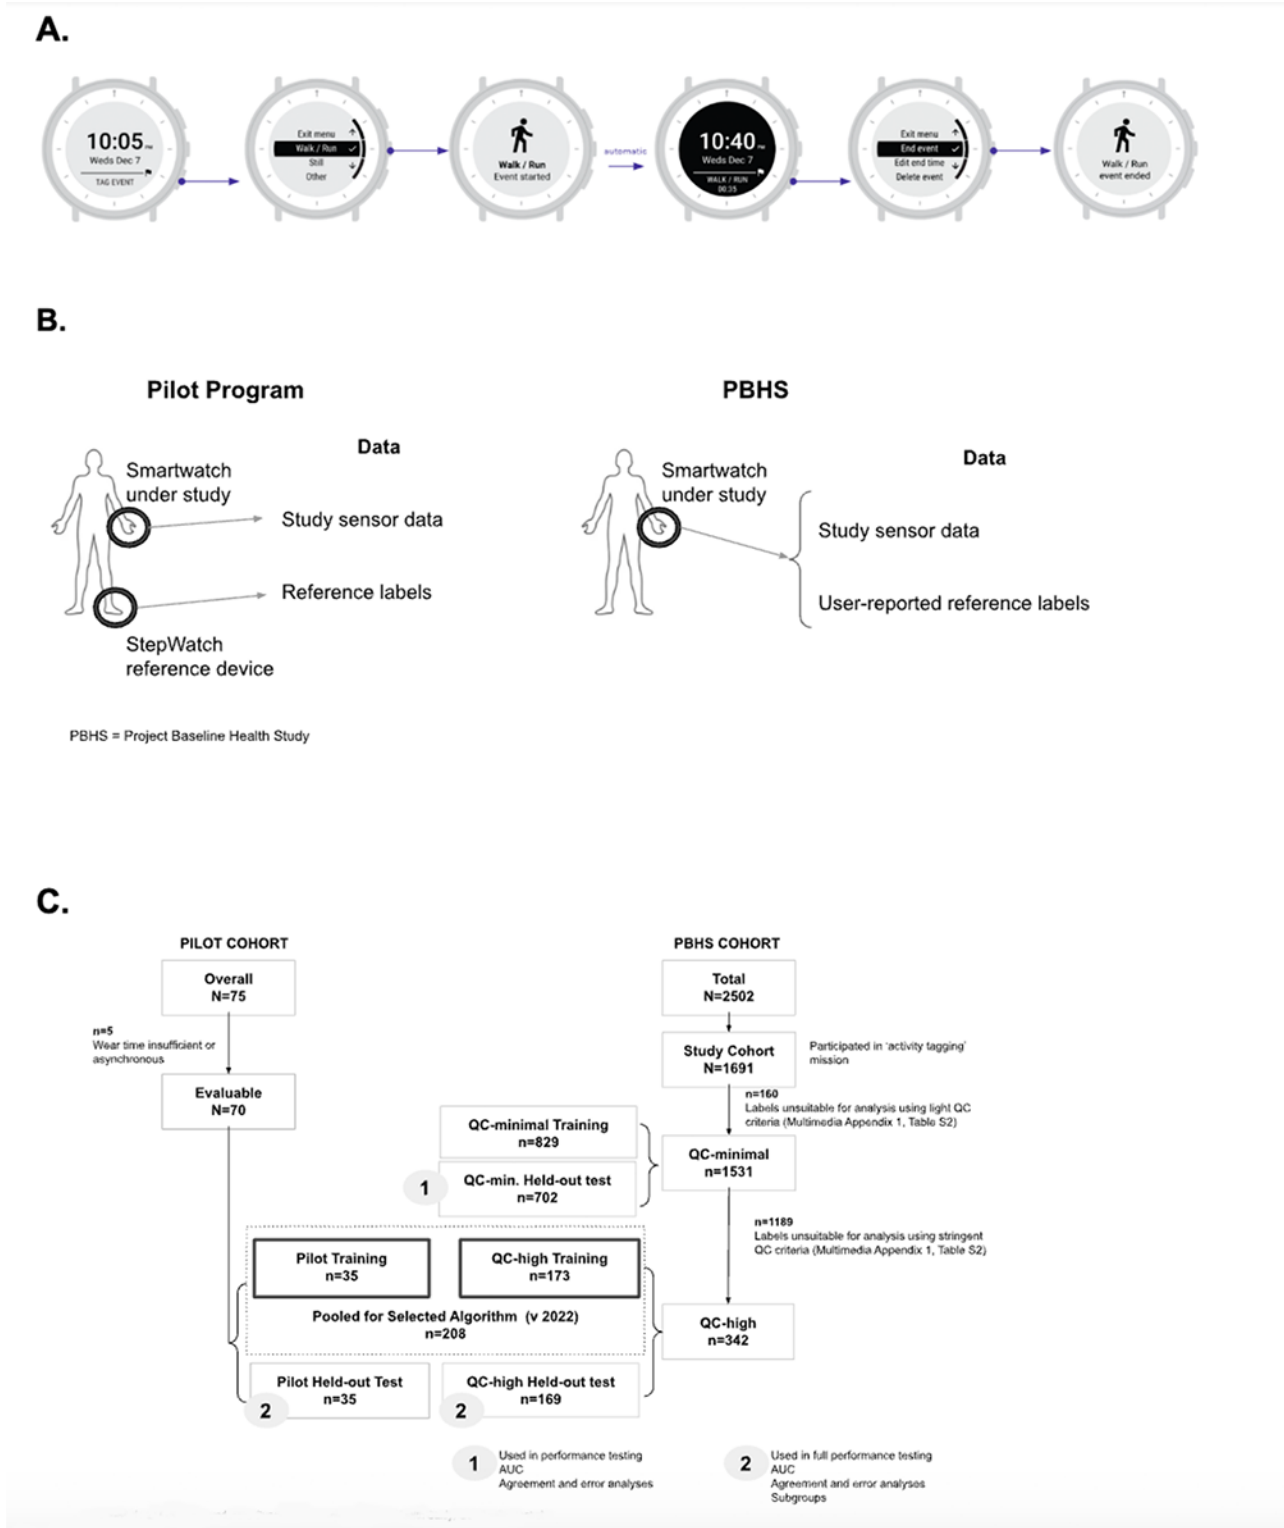 A.
10:05 PM
Weds Dec 7
TAG EVENT
Exit menu
Walk / Run
Still
Other
Walk / Run
Event started
automatic
10:40 PM
Weds Dec 7
WALK / RUN
00:35
Exit menu
End event
Edit end time
Delete event
Walk / Run
event ended
B.
Pilot Program
Data
Smartwatch
under study
Study sensor data
Reference labels
StepWatch
reference device
PBHS
Data
Smartwatch
under study
Study sensor data
User-reported reference labels
PBHS = Project Baseline Health Study
C.
PILOT COHORT
Overall
N=75
n=5
Wear time insufficient or
asynchronous
Evaluable
N=70
PBHS COHORT
Total
N=2502
Study Cohort
N=1691
Participated in 'activity tagging'
mission
n=160
Labels unsuitable for analysis using light QC
criteria (Multimedia Appendix 1, Table S2)
QC-minimal Training
n=829
QC-minimal
n=1531
1
QC-min. Held-out test
n=702
n=1189
Labels unsuitable for analysis using stringent
QC criteria (Multimedia Appendix 1, Table S2)
Pilot Training
n=35
QC-high Training
n=173
Pooled for Selected Algorithm (v 2022)
n=208
QC-high
n=342
Pilot Held-out Test
n=35
2
QC-high Held-out test
n=169
2
1
Used in performance testing
AUC
Agreement and error analyses
2
Used in full performance testing
AUC
Agreement and error analyses
Subgroups